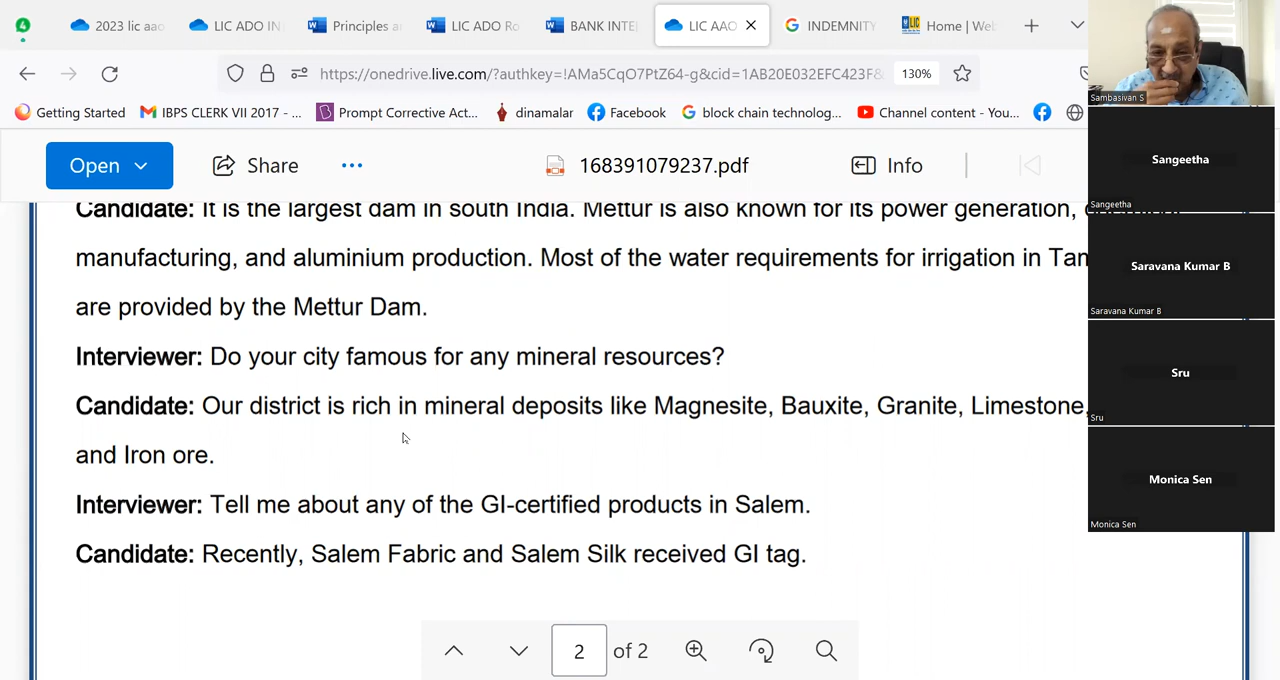 2023 lic aao
LIC ADO IN
Principles a
LIC ADO Ro
BANK INTE
LIC AAO
INDEMNITY
Home | Web
https://onedrive.live.com/?authkey=!AMa5CqO7PtZ64-g&cid=1AB20E032EFC423F&
130%
Getting Started
IBPS CLERK VII 2017 - ...
Prompt Corrective Act...
dinamalar
Facebook
block chain technolog...
Channel content - You...
Open
Share
168391079237.pdf
Info
Candidate: It is the largest dam in south India. Mettur is also known for its power generation,
manufacturing, and aluminium production. Most of the water requirements for irrigation in Tam
are provided by the Mettur Dam.
Interviewer: Do your city famous for any mineral resources?
Candidate: Our district is rich in mineral deposits like Magnesite, Bauxite, Granite, Limestone,
and Iron ore.
Interviewer: Tell me about any of the GI-certified products in Salem.
Candidate: Recently, Salem Fabric and Salem Silk received GI tag.
2 of 2
Sambasivan S
Sangeetha
Sangeetha
Saravana Kumar B
Saravana Kumar B
Sru
Sru
Monica Sen
Monica Sen